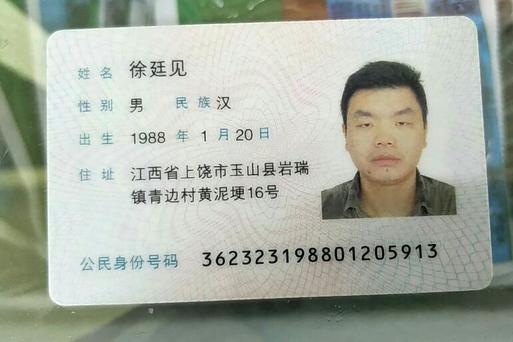 姓名 徐廷见
性别 男 民族 汉
出生 1988 年 1 月 20 日
住址 江西省上饶市玉山县岩瑞
镇青边村黄泥埂16号
公民身份号码 362323198801205913